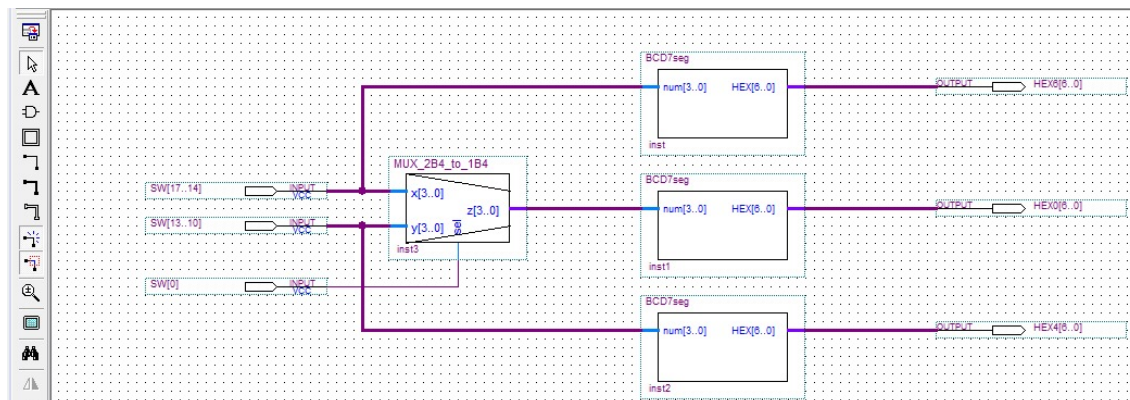 BCD7seg
num[3..0] HEX[6..0]
inst
OUTPUT HEX6[6..0]
MUX_2B4_to_1B4
x[3..0]
y[3..0]
z[3..0]
sel
inst3
SW[17..14] INPUT
VCC
SW[13..10] INPUT
VCC
SW[0] INPUT
VCC
BCD7seg
num[3..0] HEX[6..0]
inst1
OUTPUT HEX0[6..0]
BCD7seg
num[3..0] HEX[6..0]
inst2
OUTPUT HEX4[6..0]
A